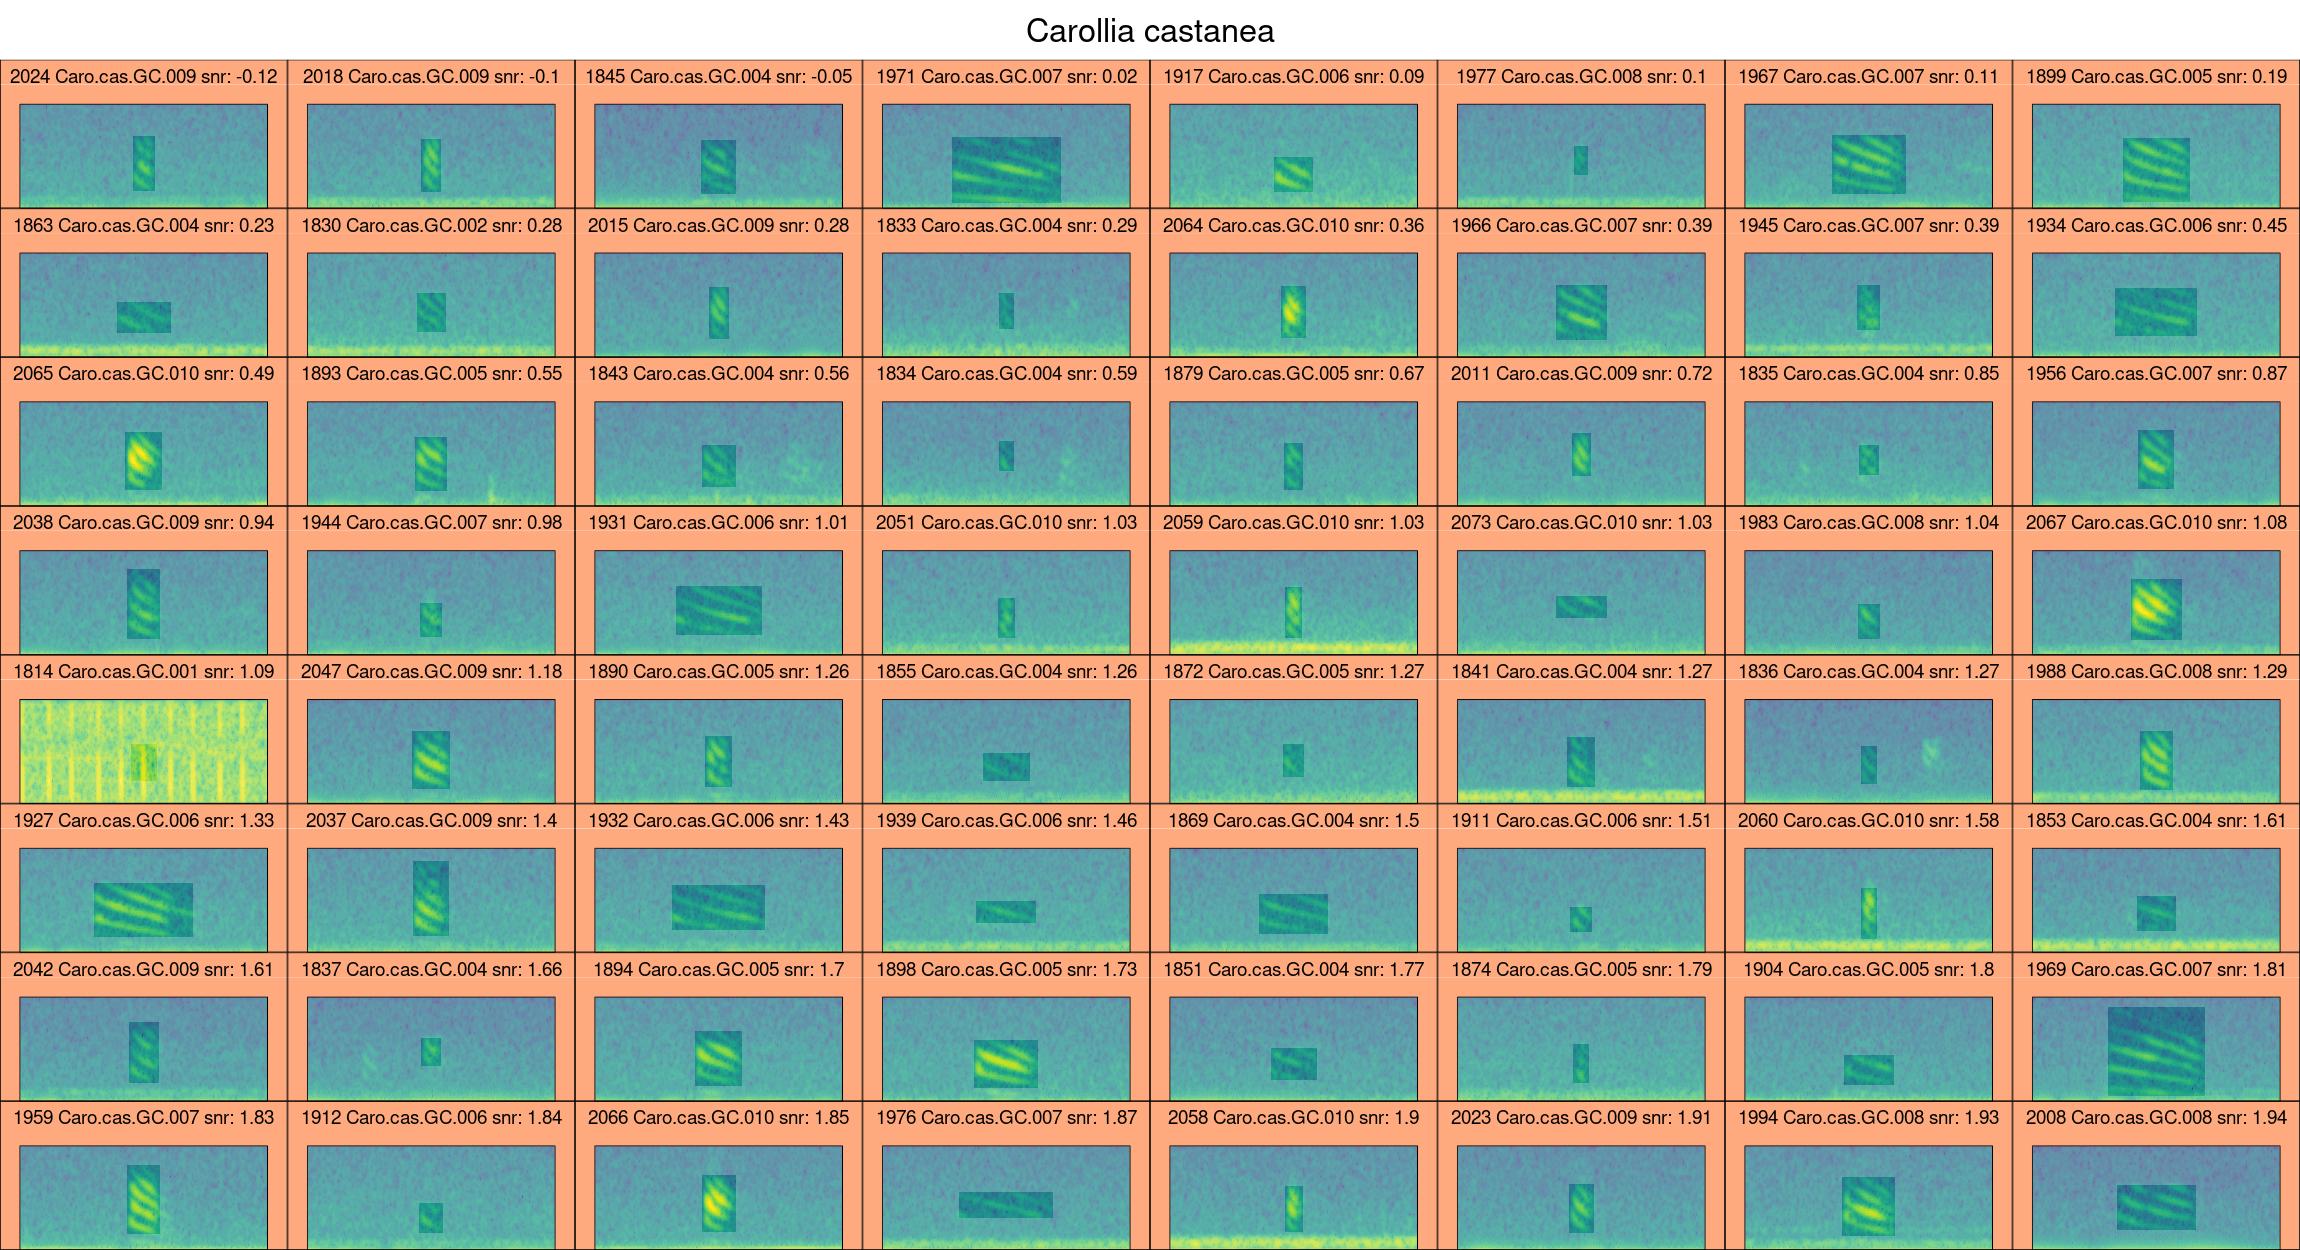 Carollia castanea
2024 Caro.cas.GC.009 snr: -0.12
2018 Caro.cas.GC.009 snr: -0.1
1845 Caro.cas.GC.004 snr: -0.05
1971 Caro.cas.GC.007 snr: 0.02
1917 Caro.cas.GC.006 snr: 0.09
1977 Caro.cas.GC.008 snr: 0.1
1967 Caro.cas.GC.007 snr: 0.11
1899 Caro.cas.GC.005 snr: 0.19
1863 Caro.cas.GC.004 snr: 0.23
1830 Caro.cas.GC.002 snr: 0.28
2015 Caro.cas.GC.009 snr: 0.28
1833 Caro.cas.GC.004 snr: 0.29
2064 Caro.cas.GC.010 snr: 0.36
1966 Caro.cas.GC.007 snr: 0.39
1945 Caro.cas.GC.007 snr: 0.39
1934 Caro.cas.GC.006 snr: 0.45
2065 Caro.cas.GC.010 snr: 0.49
1893 Caro.cas.GC.005 snr: 0.55
1843 Caro.cas.GC.004 snr: 0.56
1834 Caro.cas.GC.004 snr: 0.59
1879 Caro.cas.GC.005 snr: 0.67
2011 Caro.cas.GC.009 snr: 0.72
1835 Caro.cas.GC.004 snr: 0.85
1956 Caro.cas.GC.007 snr: 0.87
2038 Caro.cas.GC.009 snr: 0.94
1944 Caro.cas.GC.007 snr: 0.98
1931 Caro.cas.GC.006 snr: 1.01
2051 Caro.cas.GC.010 snr: 1.03
2059 Caro.cas.GC.010 snr: 1.03
2073 Caro.cas.GC.010 snr: 1.03
1983 Caro.cas.GC.008 snr: 1.04
2067 Caro.cas.GC.010 snr: 1.08
1814 Caro.cas.GC.001 snr: 1.09
2047 Caro.cas.GC.009 snr: 1.18
1890 Caro.cas.GC.005 snr: 1.26
1855 Caro.cas.GC.004 snr: 1.26
1872 Caro.cas.GC.005 snr: 1.27
1841 Caro.cas.GC.004 snr: 1.27
1836 Caro.cas.GC.004 snr: 1.27
1988 Caro.cas.GC.008 snr: 1.29
1927 Caro.cas.GC.006 snr: 1.33
2037 Caro.cas.GC.009 snr: 1.4
1932 Caro.cas.GC.006 snr: 1.43
1939 Caro.cas.GC.006 snr: 1.46
1869 Caro.cas.GC.004 snr: 1.5
1911 Caro.cas.GC.006 snr: 1.51
2060 Caro.cas.GC.010 snr: 1.58
1853 Caro.cas.GC.004 snr: 1.61
2042 Caro.cas.GC.009 snr: 1.61
1837 Caro.cas.GC.004 snr: 1.66
1894 Caro.cas.GC.005 snr: 1.7
1898 Caro.cas.GC.005 snr: 1.73
1851 Caro.cas.GC.004 snr: 1.77
1874 Caro.cas.GC.005 snr: 1.79
1904 Caro.cas.GC.005 snr: 1.8
1969 Caro.cas.GC.007 snr: 1.81
1959 Caro.cas.GC.007 snr: 1.83
1912 Caro.cas.GC.006 snr: 1.84
2066 Caro.cas.GC.010 snr: 1.85
1976 Caro.cas.GC.007 snr: 1.87
2058 Caro.cas.GC.010 snr: 1.9
2023 Caro.cas.GC.009 snr: 1.91
1994 Caro.cas.GC.008 snr: 1.93
2008 Caro.cas.GC.008 snr: 1.94